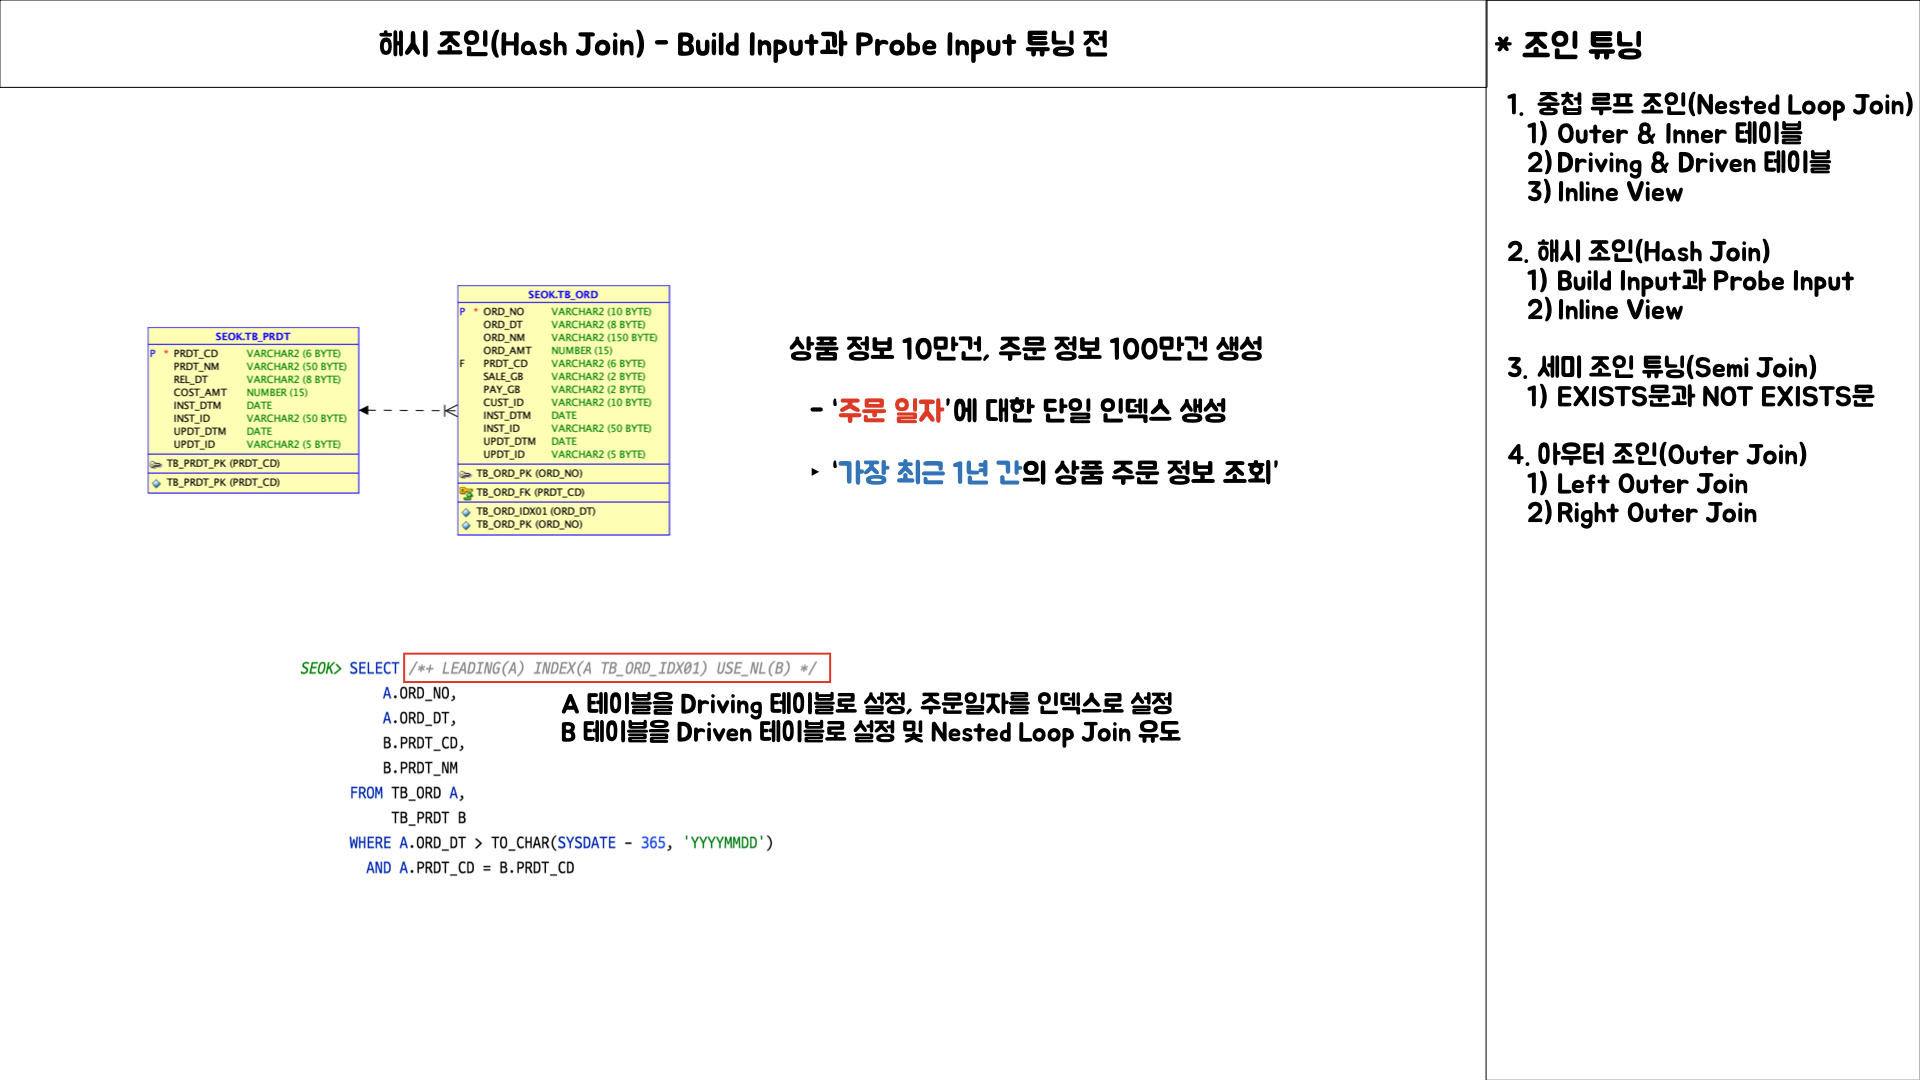 해시 조인(Hash Join) - Build Input과 Probe Input 튜닝 전
* 조인 튜닝
1. 중첩 루프 조인(Nested Loop Join)
1) Outer & Inner 테이블
2) Driving & Driven 테이블
3) Inline View
2. 해시 조인(Hash Join)
1) Build Input과 Probe Input
2) Inline View
3. 세미 조인 튜닝(Semi Join)
1) EXISTS문과 NOT EXISTS문
4. 아우터 조인(Outer Join)
1) Left Outer Join
2) Right Outer Join
SEOK.TB_PRDT
P * PRDT_CD VARCHAR2 (6 BYTE)
PRDT_NM VARCHAR2 (50 BYTE)
REL_DT VARCHAR2 (8 BYTE)
COST_AMT NUMBER (15)
INST_DTM DATE
INST_ID VARCHAR2 (50 BYTE)
UPDT_DTM DATE
UPDT_ID VARCHAR2 (5 BYTE)
TB_PRDT_PK (PRDT_CD)
TB_PRDT_PK (PRDT_CD)
SEOK.TB_ORD
P * ORD_NO VARCHAR2 (10 BYTE)
ORD_DT VARCHAR2 (8 BYTE)
ORD_NM VARCHAR2 (150 BYTE)
ORD_AMT NUMBER (15)
F PRDT_CD VARCHAR2 (6 BYTE)
SALE_GB VARCHAR2 (2 BYTE)
PAY_GB VARCHAR2 (2 BYTE)
CUST_ID VARCHAR2 (10 BYTE)
INST_DTM DATE
INST_ID VARCHAR2 (50 BYTE)
UPDT_DTM DATE
UPDT_ID VARCHAR2 (5 BYTE)
TB_ORD_PK (ORD_NO)
TB_ORD_FK (PRDT_CD)
TB_ORD_IDX01 (ORD_DT)
TB_ORD_PK (ORD_NO)
상품 정보 10만건, 주문 정보 100만건 생성
- '주문 일자'에 대한 단일 인덱스 생성
‣ '가장 최근 1년 간의 상품 주문 정보 조회'
SEOK> SELECT /*+ LEADING(A) INDEX(A TB_ORD_IDX01) USE_NL(B) */
A.ORD_NO,
A.ORD_DT,
B.PRDT_CD,
B.PRDT_NM
FROM TB_ORD A,
TB_PRDT B
WHERE A.ORD_DT > TO_CHAR(SYSDATE - 365, 'YYYYMMDD')
AND A.PRDT_CD = B.PRDT_CD
A 테이블을 Driving 테이블로 설정, 주문일자를 인덱스로 설정
B 테이블을 Driven 테이블로 설정 및 Nested Loop Join 유도